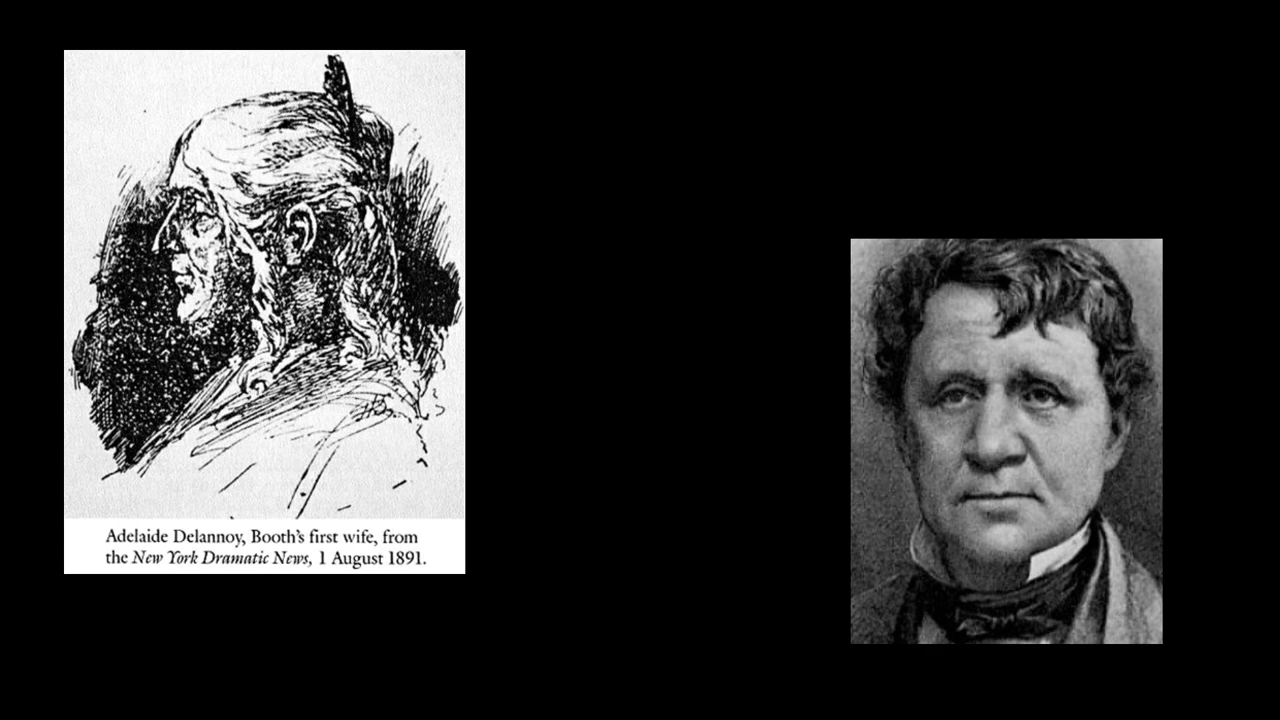 Adelaide Delannoy, Booth's first wife, from
the New York Dramatic News, 1 August 1891.